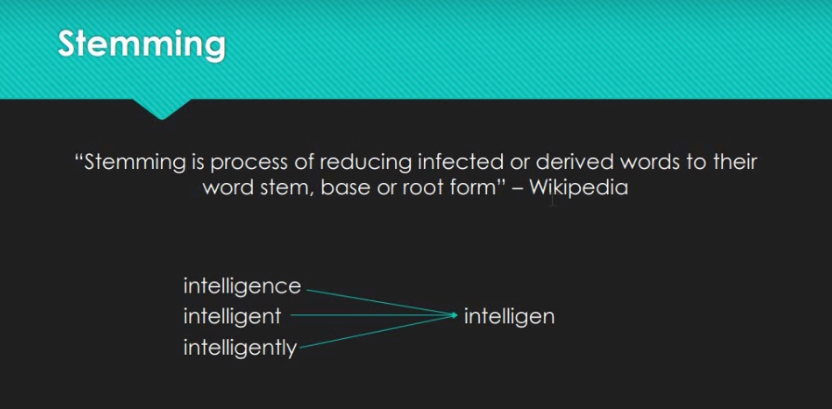 Stemming
“Stemming is process of reducing infected or derived words to their
word stem, base or root form” – Wikipedia
intelligence
intelligent
intelligently
intelligen